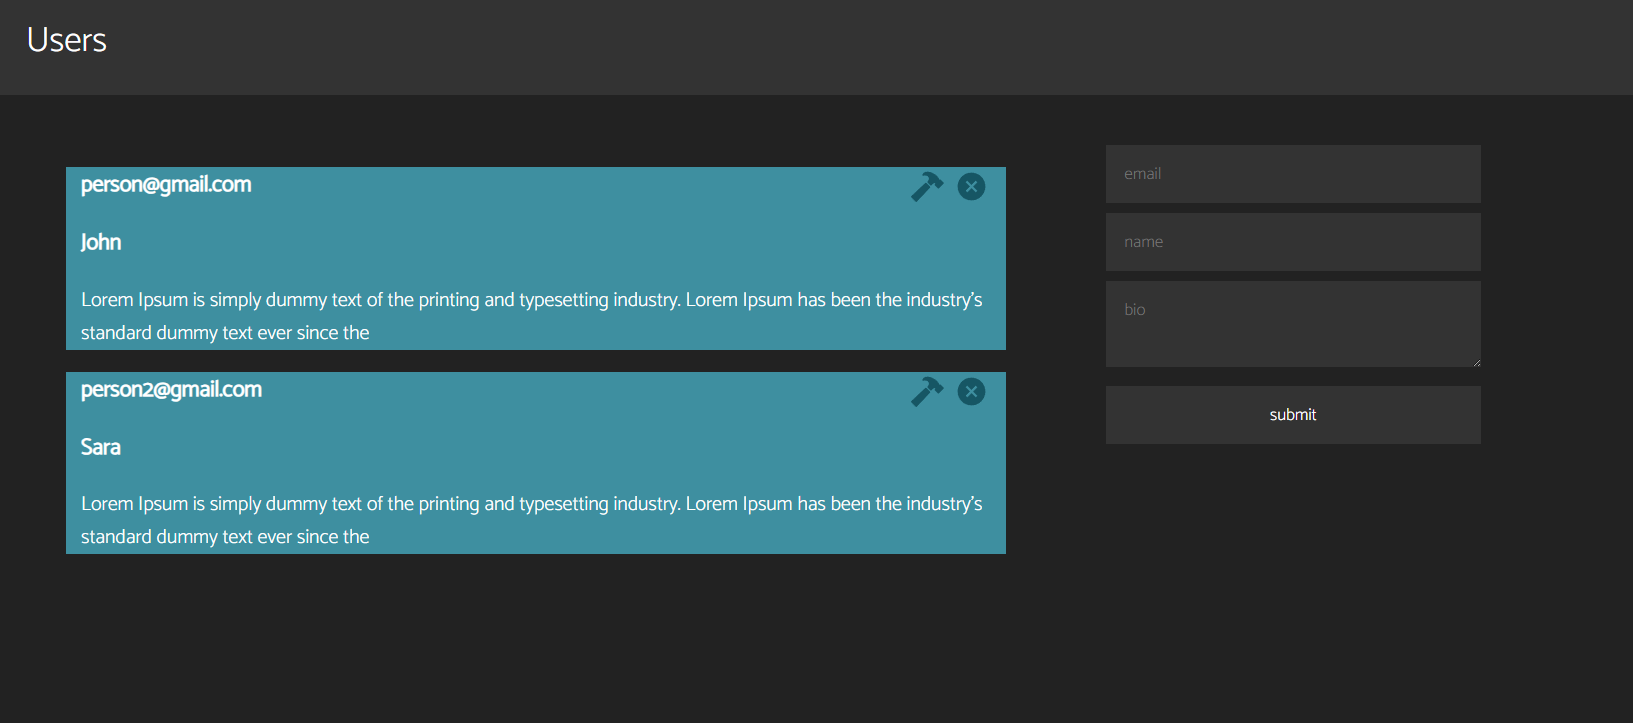 Users
person@gmail.com
John
Lorem Ipsum is simply dummy text of the printing and typesetting industry. Lorem Ipsum has been the industry's
standard dummy text ever since the
person2@gmail.com
Sara
Lorem Ipsum is simply dummy text of the printing and typesetting industry. Lorem Ipsum has been the industry's
standard dummy text ever since the
email
name
bio
submit